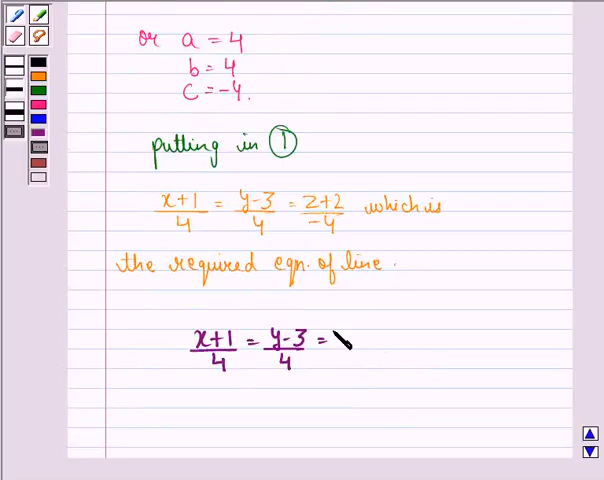 or a = 4
b = 4
c = -4.
putting in ①
x+1/4 = y-3/4 = z+2/-4 which is
the required eqn. of line.
x+1/4 = y-3/4 =